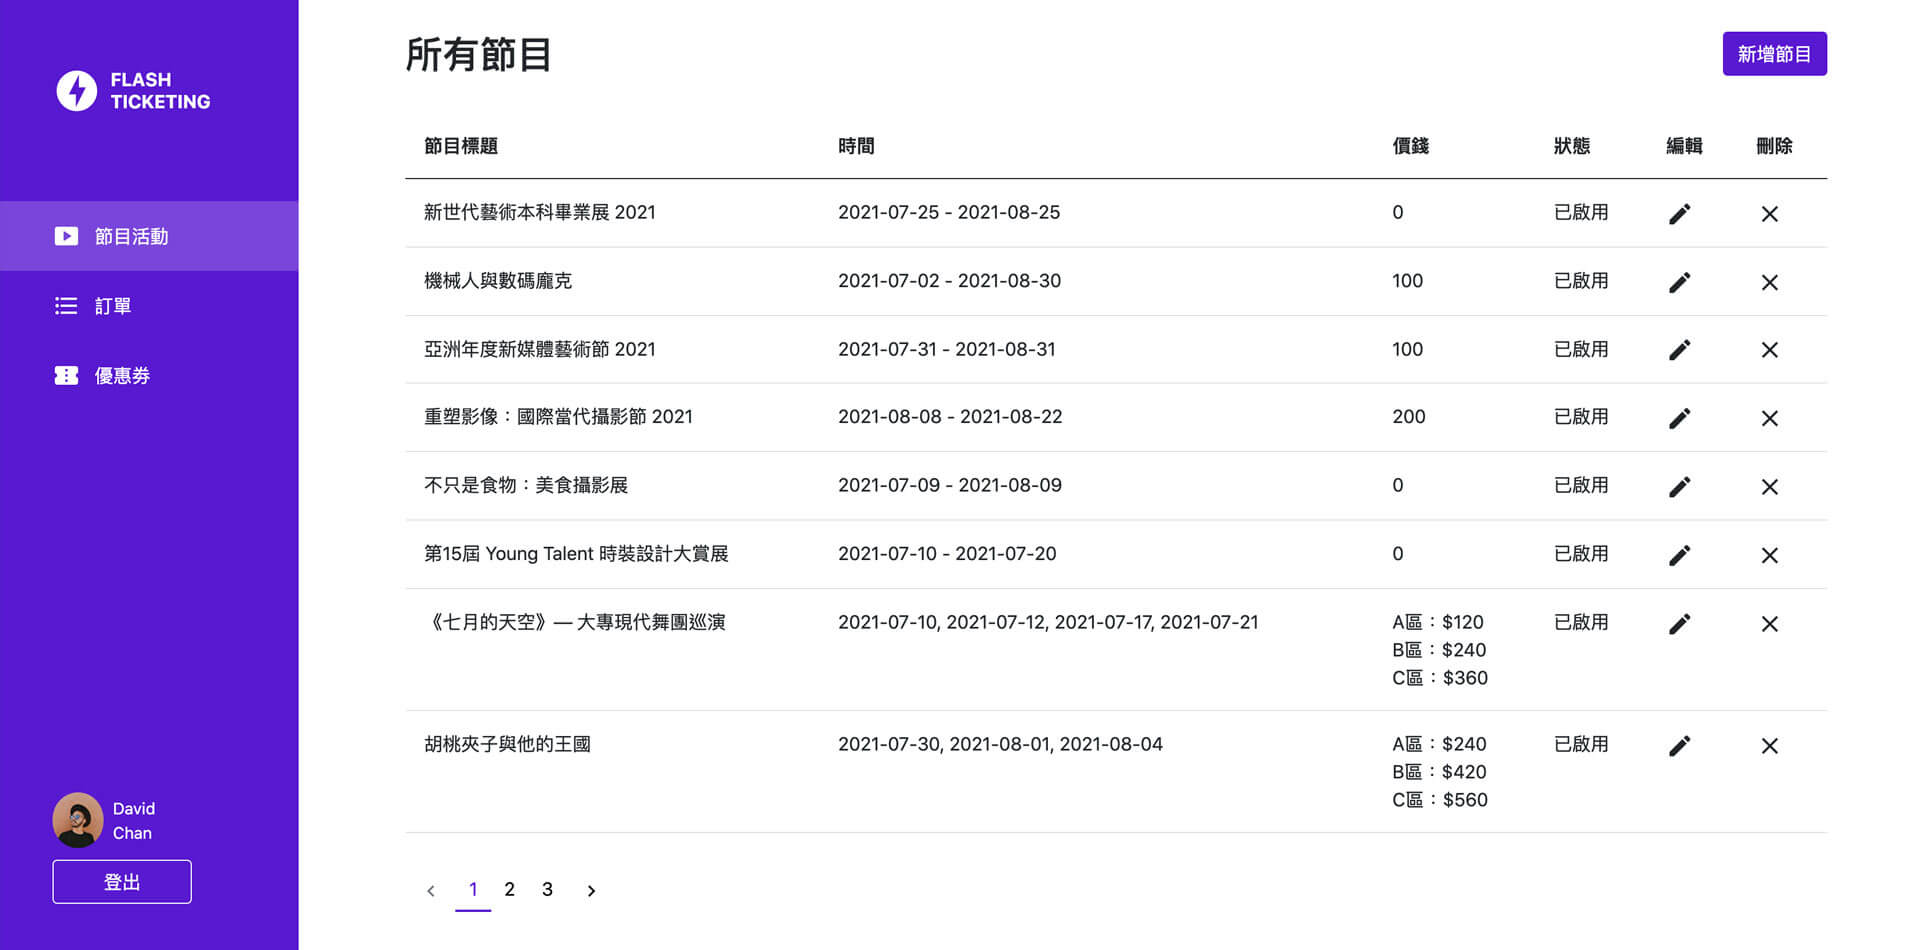 FLASH
TICKETING
節目活動
訂單
優惠券
David
Chan
登出
所有節目
新增節目
節目標題 時間 價錢 狀態 編輯 刪除
新世代藝術本科畢業展 2021 2021-07-25 - 2021-08-25 0 已啟用
機械人與數碼龐克 2021-07-02 - 2021-08-30 100 已啟用
亞洲年度新媒體藝術節 2021 2021-07-31 - 2021-08-31 100 已啟用
重塑影像：國際當代攝影節 2021 2021-08-08 - 2021-08-22 200 已啟用
不只是食物：美食攝影展 2021-07-09 - 2021-08-09 0 已啟用
第15屆 Young Talent 時裝設計大賞展 2021-07-10 - 2021-07-20 0 已啟用
《七月的天空》— 大專現代舞團巡演 2021-07-10, 2021-07-12, 2021-07-17, 2021-07-21 A區：$120 已啟用
B區：$240
C區：$360
胡桃夾子與他的王國 2021-07-30, 2021-08-01, 2021-08-04 A區：$240 已啟用
B區：$420
C區：$560
1 2 3